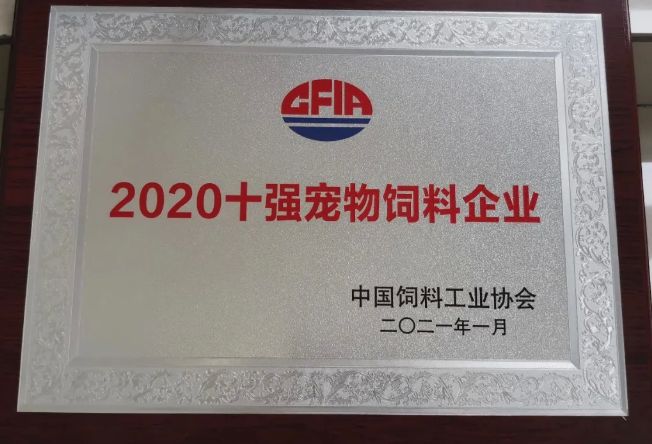 CFIA
2020十强宠物饲料企业
中国饲料工业协会
二〇二一年一月